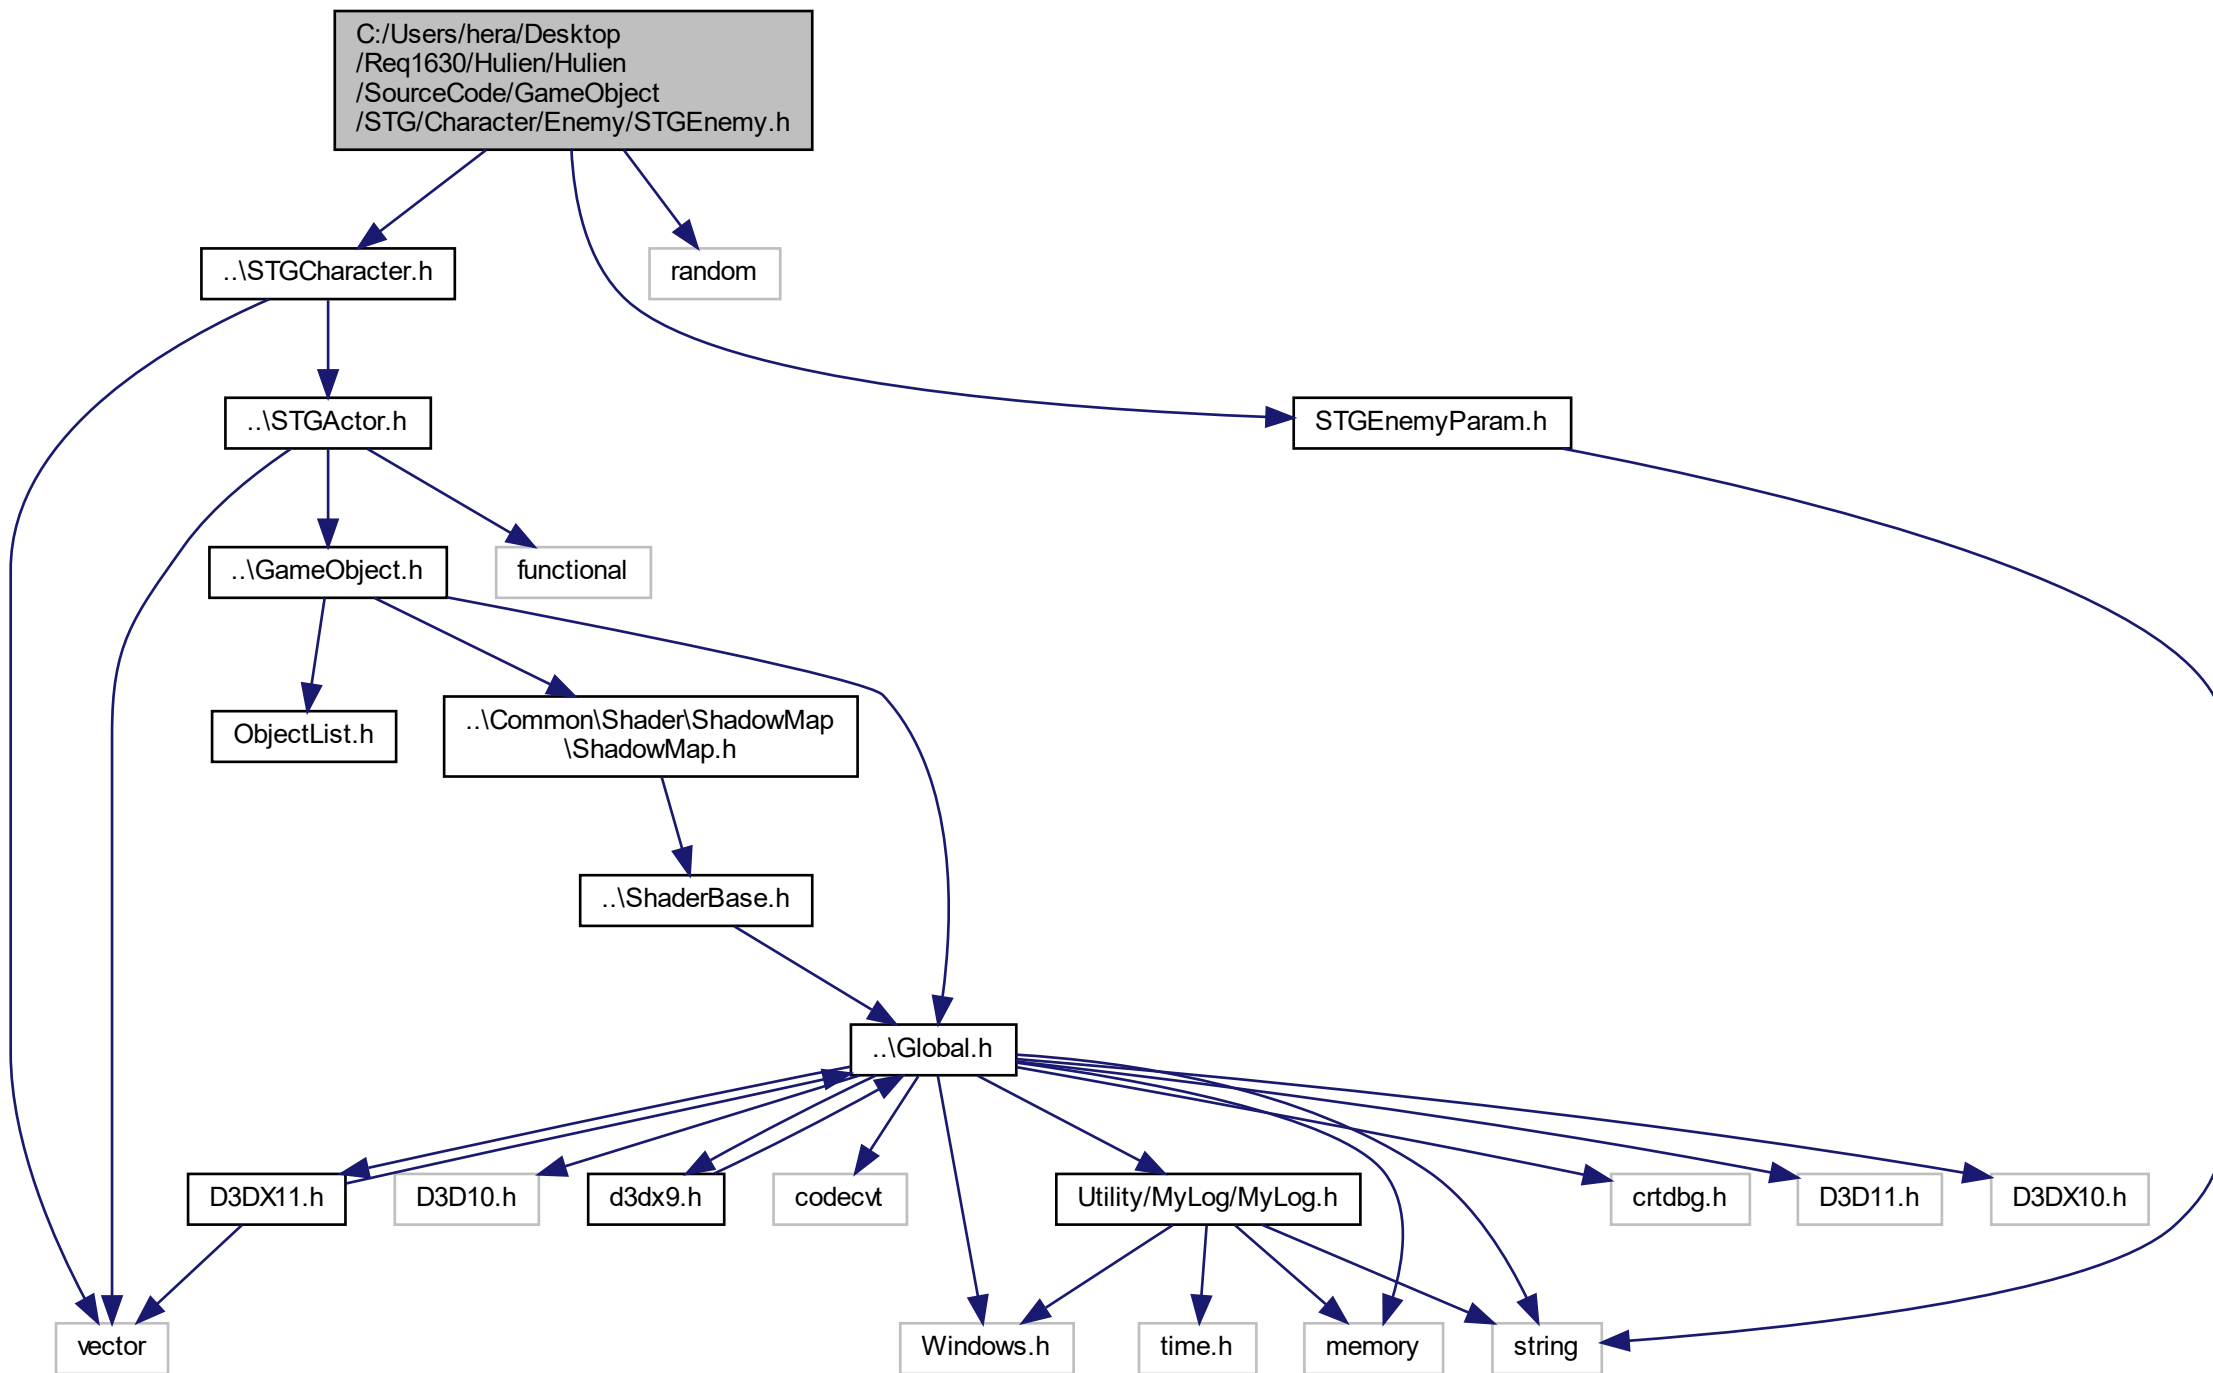 C:/Users/hera/Desktop
/Req1630/Hulien/Hulien
/SourceCode/GameObject
/STG/Character/Enemy/STGEnemy.h
..\STGCharacter.h
random
..\STGActor.h
STGEnemyParam.h
..\GameObject.h
functional
ObjectList.h
..\Common\Shader\ShadowMap
\ShadowMap.h
..\ShaderBase.h
..\Global.h
D3DX11.h
D3D10.h
d3dx9.h
codecvt
Utility/MyLog/MyLog.h
crtdbg.h
D3D11.h
D3DX10.h
vector
Windows.h
time.h
memory
string